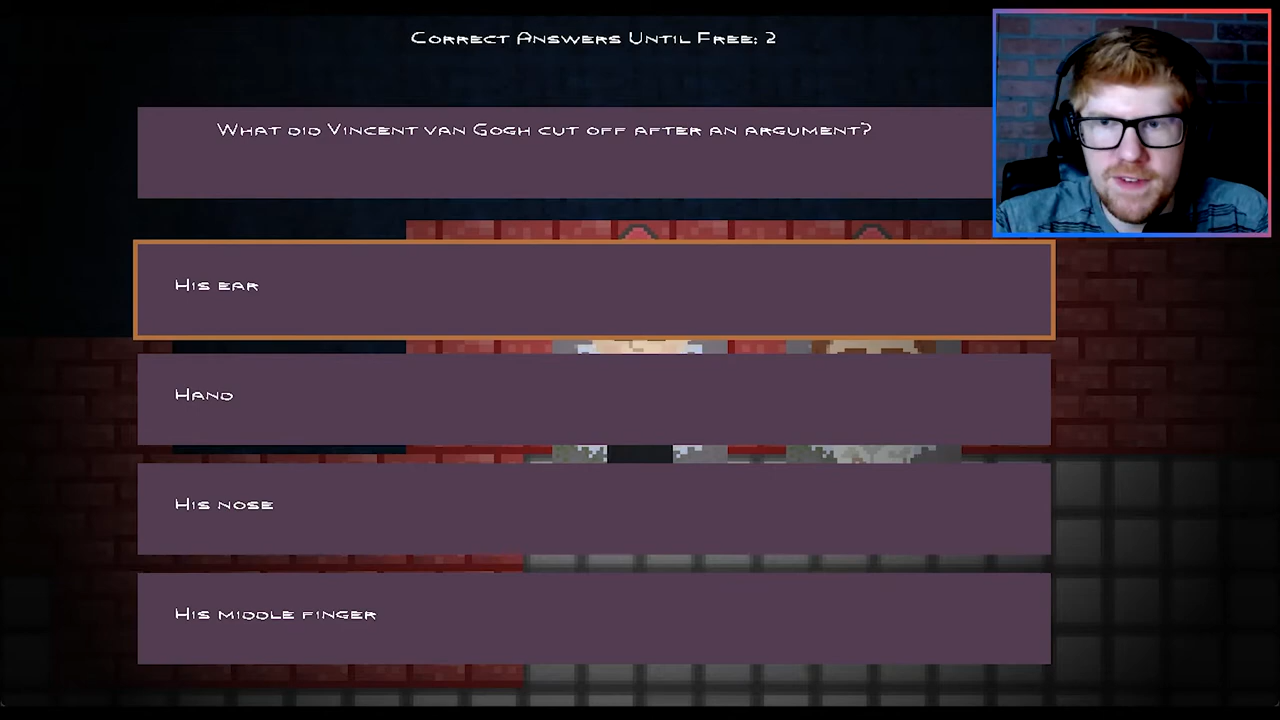 Correct Answers Until Free: 2
What did Vincent van Gogh cut off after an argument?
His ear
Hand
His nose
His middle finger